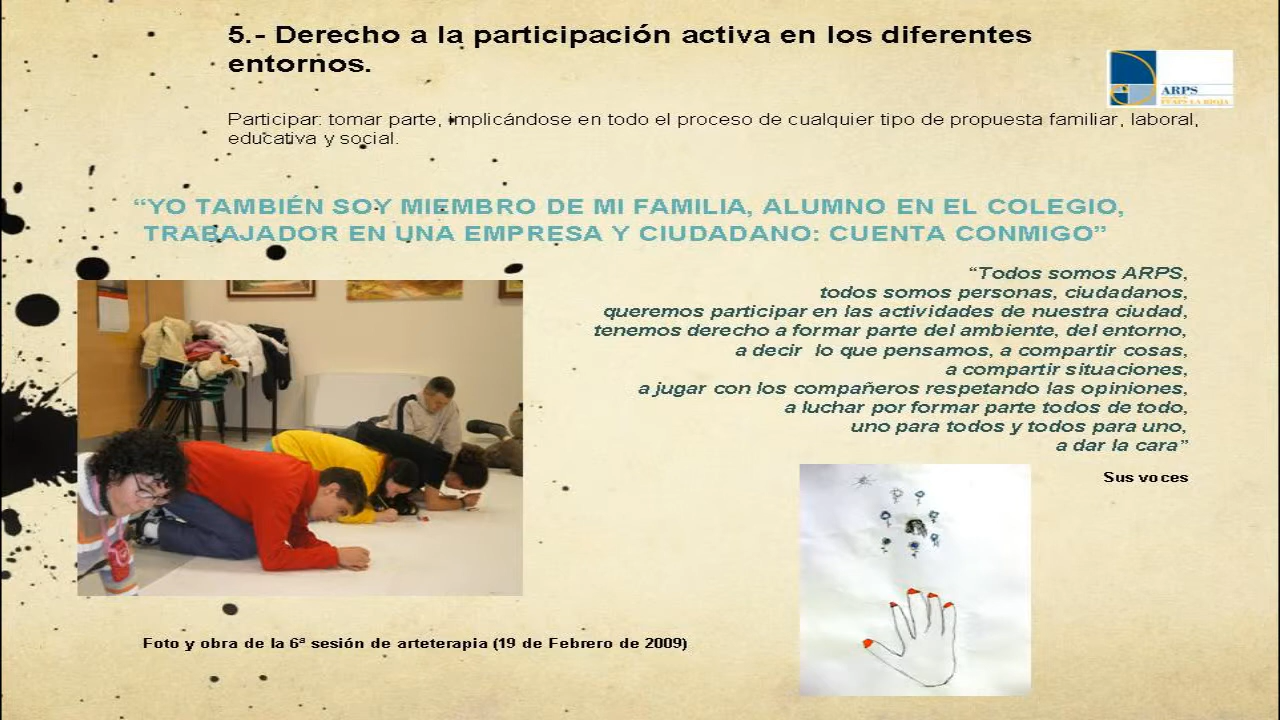 5.- Derecho a la participación activa en los diferentes
entornos.
ARPS
FEAPS LA RIOJA
Participar: tomar parte, implicándose en todo el proceso de cualquier tipo de propuesta familiar, laboral,
educativa y social.
“YO TAMBIÉN SOY MIEMBRO DE MI FAMILIA, ALUMNO EN EL COLEGIO,
TRABAJADOR EN UNA EMPRESA Y CIUDADANO: CUENTA CONMIGO”
“Todos somos ARPS,
todos somos personas, ciudadanos,
queremos participar en las actividades de nuestra ciudad,
tenemos derecho a formar parte del ambiente, del entorno,
a decir lo que pensamos, a compartir cosas,
a compartir situaciones,
a jugar con los compañeros respetando las opiniones,
a luchar por formar parte todos de todo,
uno para todos y todos para uno,
a dar la cara”
Sus voces
Foto y obra de la 6ª sesión de arteterapia (19 de Febrero de 2009)